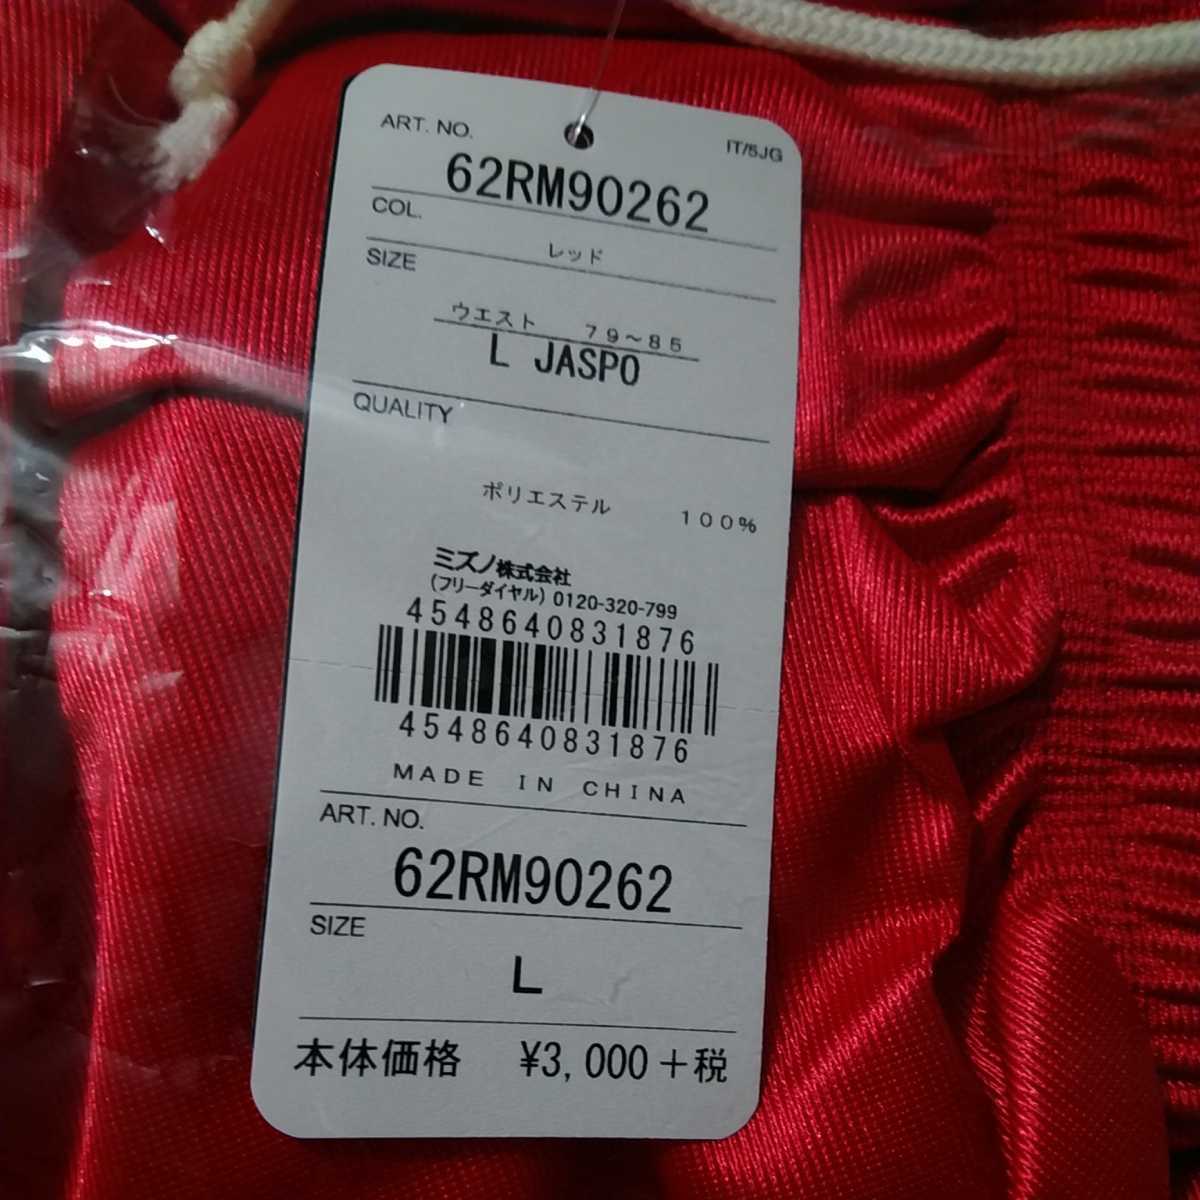 ART. NO.
IT/5JG
62RM90262
COL.
レッド
SIZE
ウエスト 79～85
L JASPO
QUALITY
ポリエステル 100%
ミズノ株式会社
(フリーダイヤル) 0120-320-799
4548640831876
4548640831876
MADE IN CHINA
ART. NO.
62RM90262
SIZE
L
本体価格 ¥3,000+税